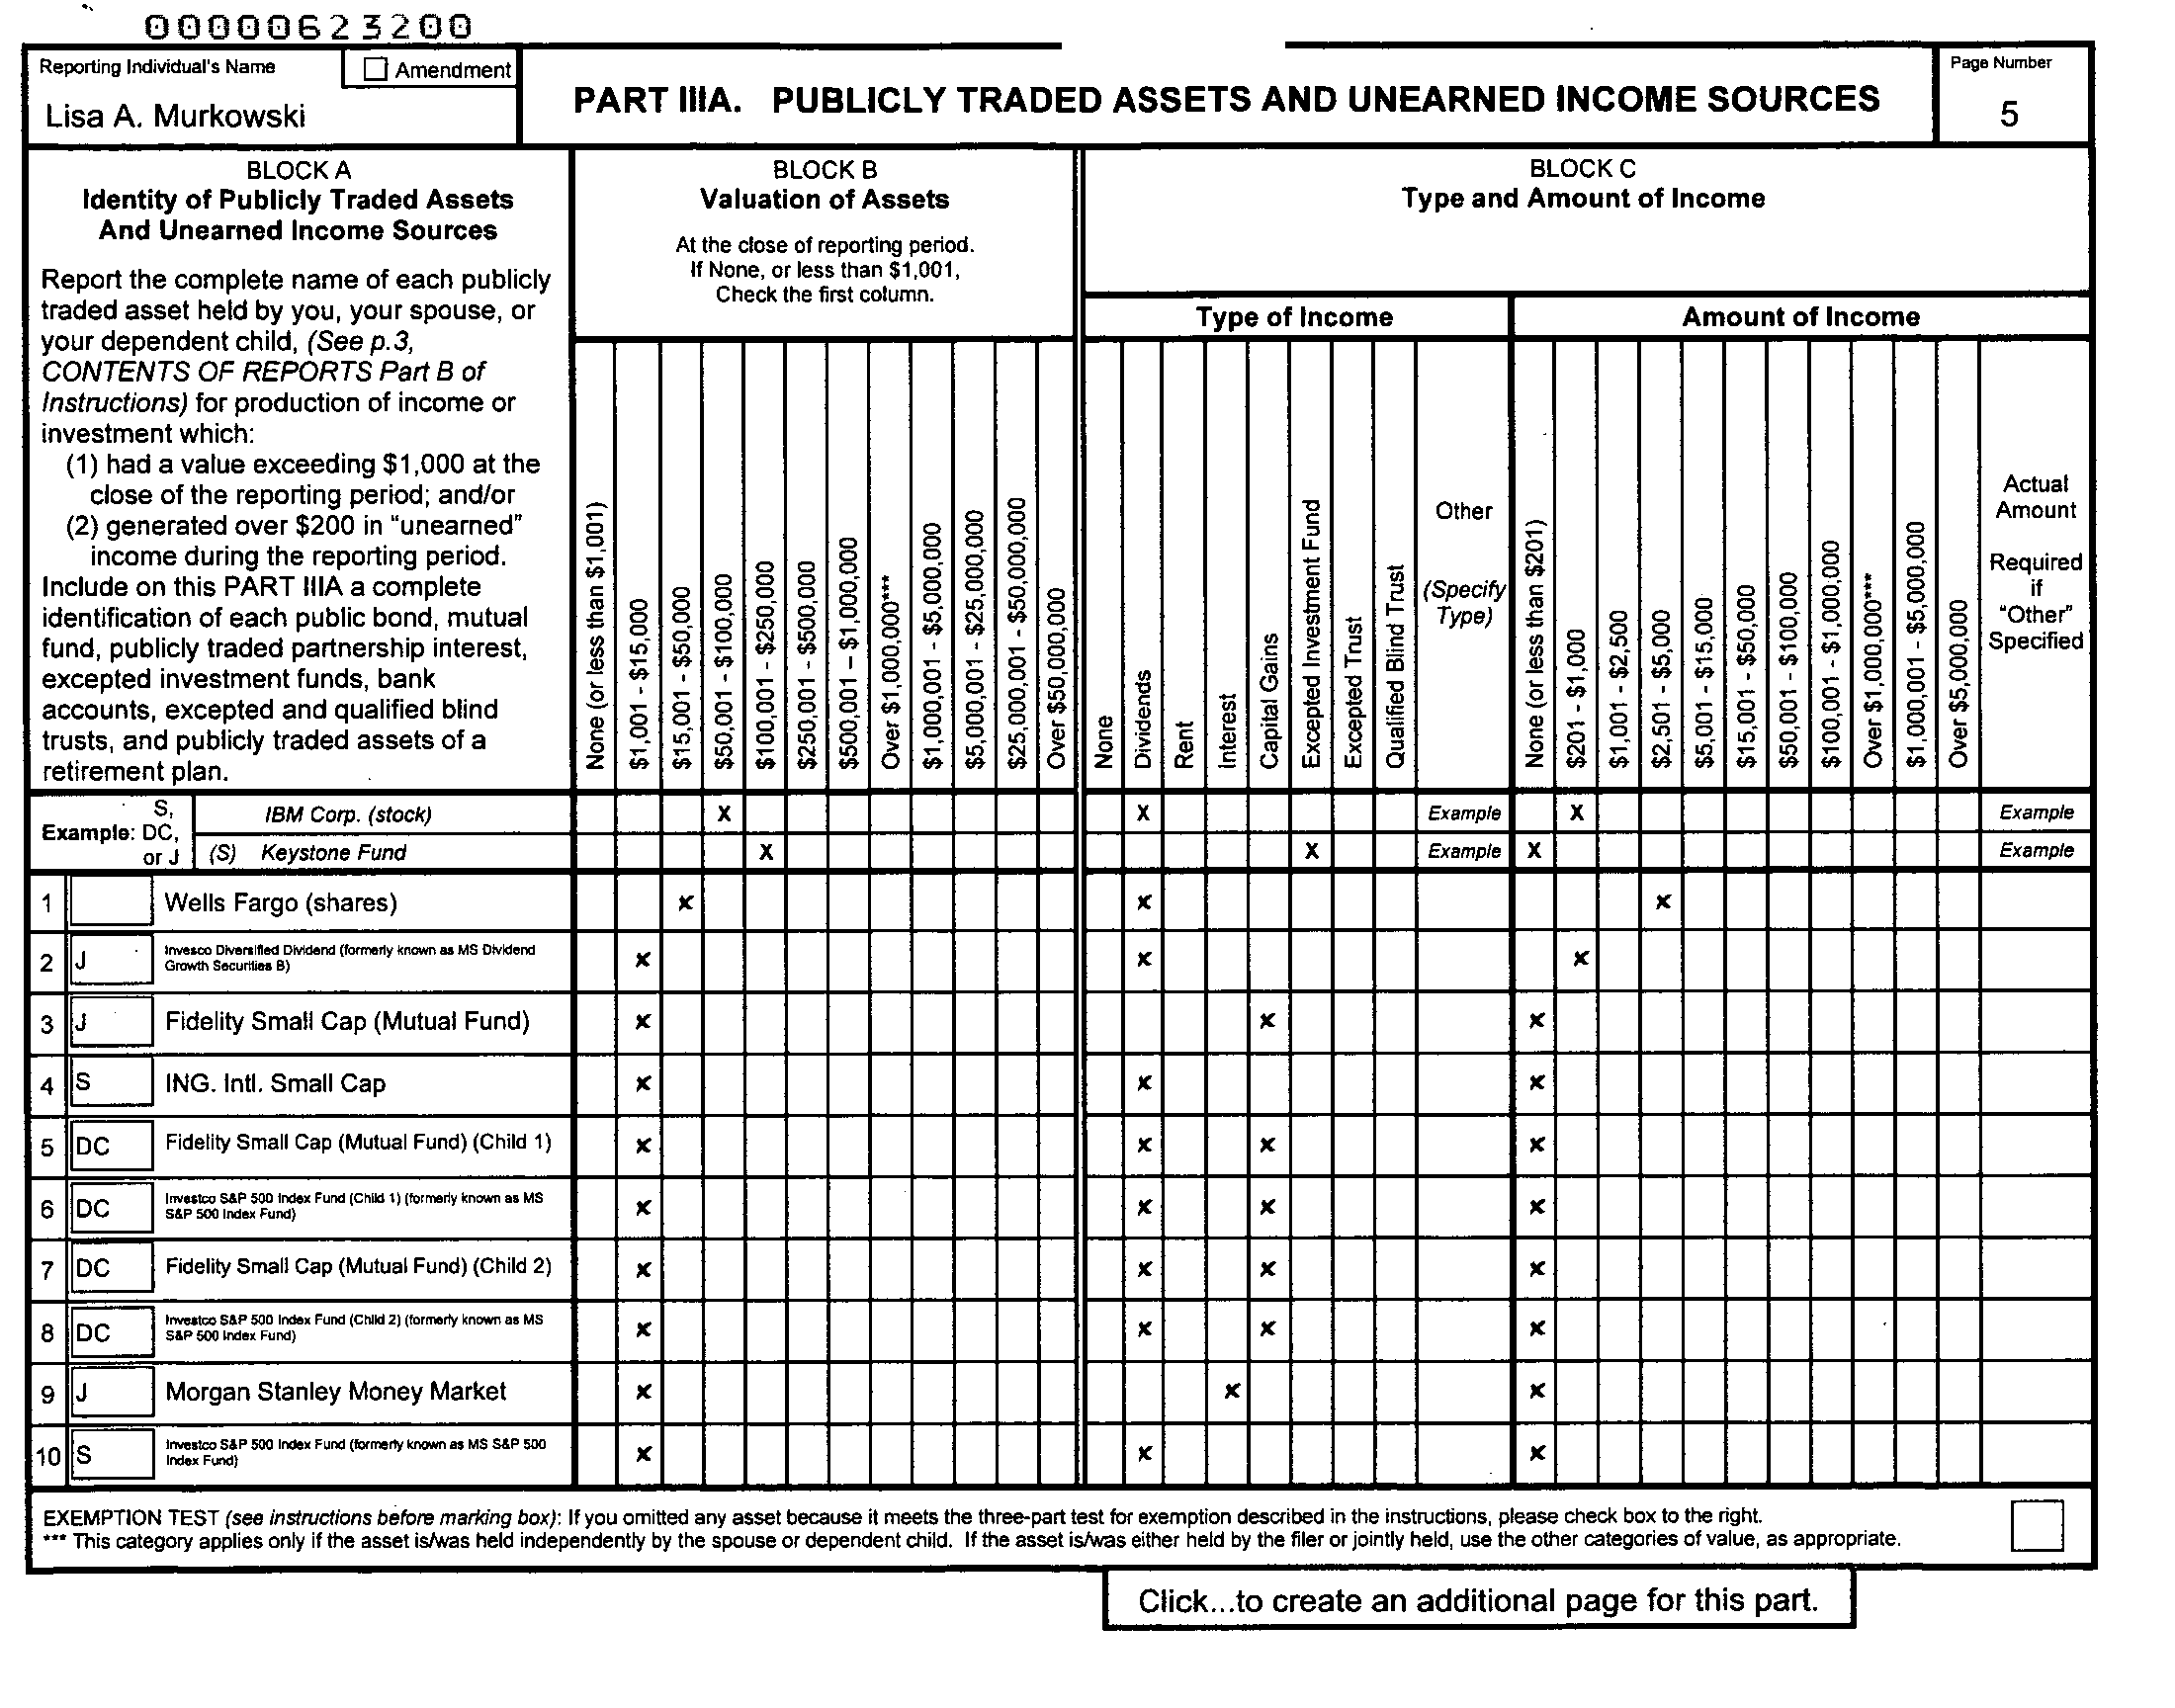 00000623200
Reporting Individual's Name
Amendment
Lisa A. Murkowski
PART IIIA. PUBLICLY TRADED ASSETS AND UNEARNED INCOME SOURCES
Page Number
5
BLOCK A
Identity of Publicly Traded Assets
And Unearned Income Sources
Report the complete name of each publicly
traded asset held by you, your spouse, or
your dependent child, (See p.3,
CONTENTS OF REPORTS Part B of
Instructions) for production of income or
investment which:
(1) had a value exceeding $1,000 at the
close of the reporting period; and/or
(2) generated over $200 in "unearned"
income during the reporting period.
Include on this PART IIIA a complete
identification of each public bond, mutual
fund, publicly traded partnership interest,
excepted investment funds, bank
accounts, excepted and qualified blind
trusts, and publicly traded assets of a
retirement plan.
BLOCK B
Valuation of Assets
At the close of reporting period.
If None, or less than $1,001,
Check the first column.
None (or less than $1,001)
$1,001 - $15,000
$15,001 - $50,000
$50,001 - $100,000
$100,001 - $250,000
$250,001 - $500,000
$500,001 – $1,000,000
Over $1,000,000***
$1,000,001 - $5,000,000
$5,000,001 - $25,000,000
$25,000,001 - $50,000,000
Over $50,000,000
BLOCK C
Type and Amount of Income
Type of Income
None
Dividends
Rent
Interest
Capital Gains
Excepted Investment Fund
Excepted Trust
Qualified Blind Trust
Other
(Specify
Type)
Amount of Income
None (or less than $201)
$201 - $1,000
$1,001 - $2,500
$2,501 - $5,000
$5,001 - $15,000
$15,001 - $50,000
$50,001 - $100,000
$100,001 - $1,000,000
Over $1,000,000***
$1,000,001 - $5,000,000
Over $5,000,000
Actual
Amount
Required
if
"Other"
Specified
Example: S, DC, or J
IBM Corp. (stock) X X Example X Example
(S) Keystone Fund X X Example X Example
1 Wells Fargo (shares) x x x
2 J Invesco Diversified Dividend (formerly known as MS Dividend
Growth Securities B) x x x
3 J Fidelity Small Cap (Mutual Fund) x x x
4 S ING. Intl. Small Cap x x x
5 DC Fidelity Small Cap (Mutual Fund) (Child 1) x x x x
6 DC Investco S&P 500 Index Fund (Child 1) (formerly known as MS
S&P 500 Index Fund) x x x x
7 DC Fidelity Small Cap (Mutual Fund) (Child 2) x x x x
8 DC Investco S&P 500 Index Fund (Child 2) (formerly known as MS
S&P 500 Index Fund) x x x x
9 J Morgan Stanley Money Market x x x
10 S Investco S&P 500 Index Fund (formerly known as MS S&P 500
Index Fund) x x x
EXEMPTION TEST (see instructions before marking box): If you omitted any asset because it meets the three-part test for exemption described in the instructions, please check box to the right.
*** This category applies only if the asset is/was held independently by the spouse or dependent child. If the asset is/was either held by the filer or jointly held, use the other categories of value, as appropriate.
Click...to create an additional page for this part.